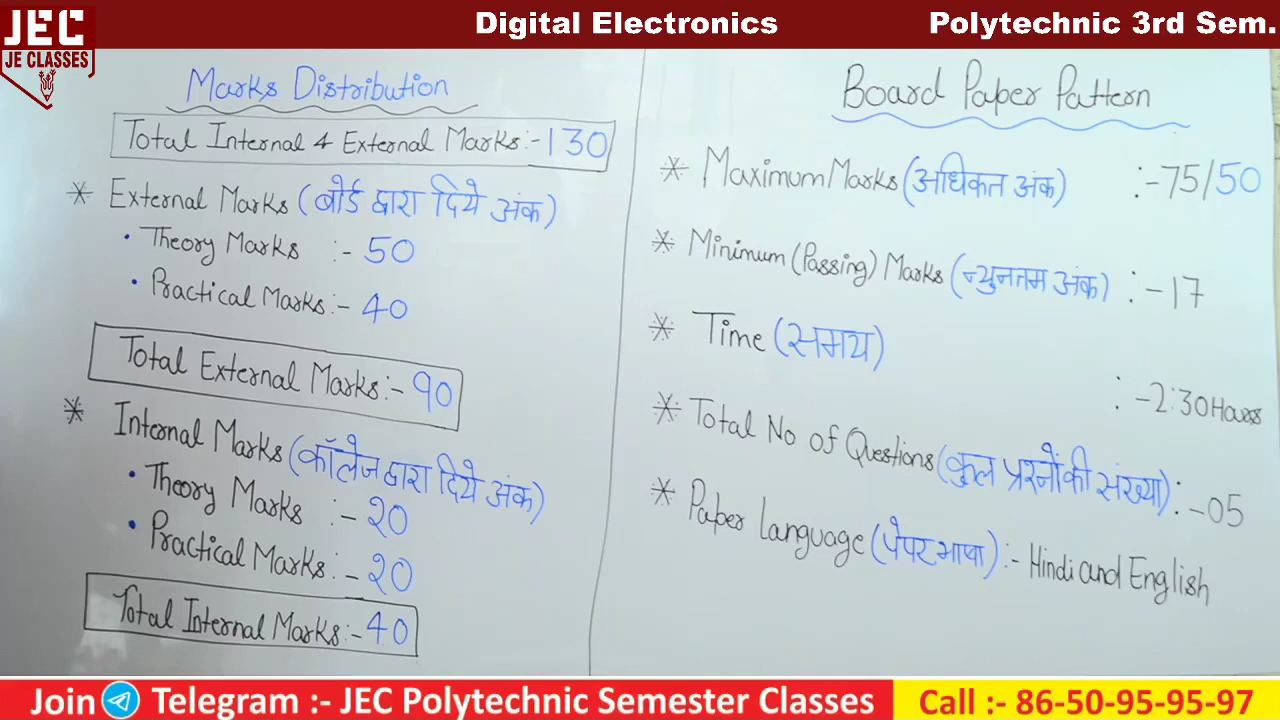 JEC
JE CLASSES
Digital Electronics
Polytechnic 3rd Sem.
Marks Distribution
Total Internal & External Marks:-130
* External Marks (बोर्ड द्वारा दिये अंक)
• Theory Marks :- 50
• Practical Marks:- 40
Total External Marks:- 90
* Internal Marks (कॉलेज द्वारा दिये अंक)
• Theory Marks :- 20
• Practical Marks:- 20
Total Internal Marks:-40
Board Paper Pattern
* Maximum Marks (अधिकत अंक) :-75/50
* Minimum (Passing) Marks (न्युनतम अंक) :-17
* Time (समय) :-2:30 Hours
* Total No of Questions (कुल प्रश्नों की संख्या) :-05
* Paper language (पेपर भाषा):- Hindi and English
Join Telegram :- JEC Polytechnic Semester Classes
Call :- 86-50-95-95-97